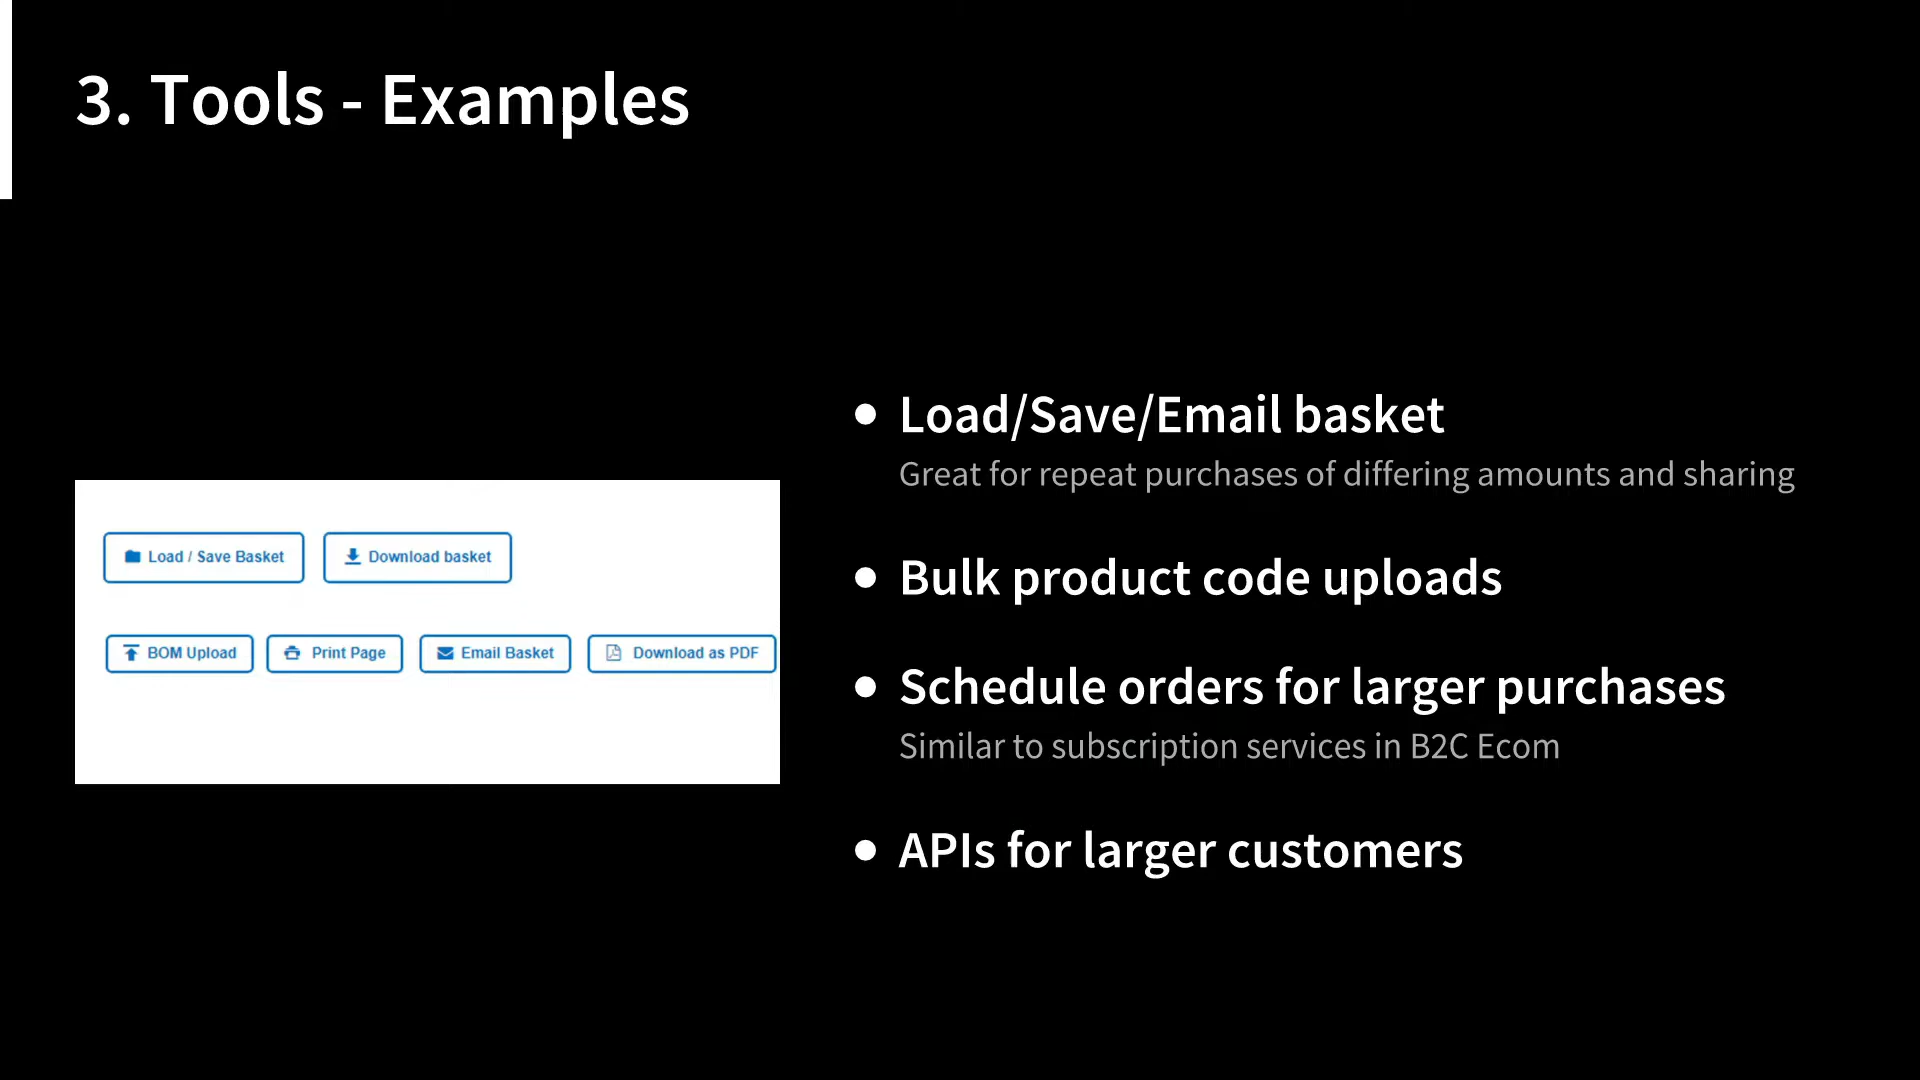 3. Tools - Examples
Load / Save Basket
Download basket
BOM Upload
Print Page
Email Basket
Download as PDF
• Load/Save/Email basket
Great for repeat purchases of differing amounts and sharing
• Bulk product code uploads
• Schedule orders for larger purchases
Similar to subscription services in B2C Ecom
• APIs for larger customers